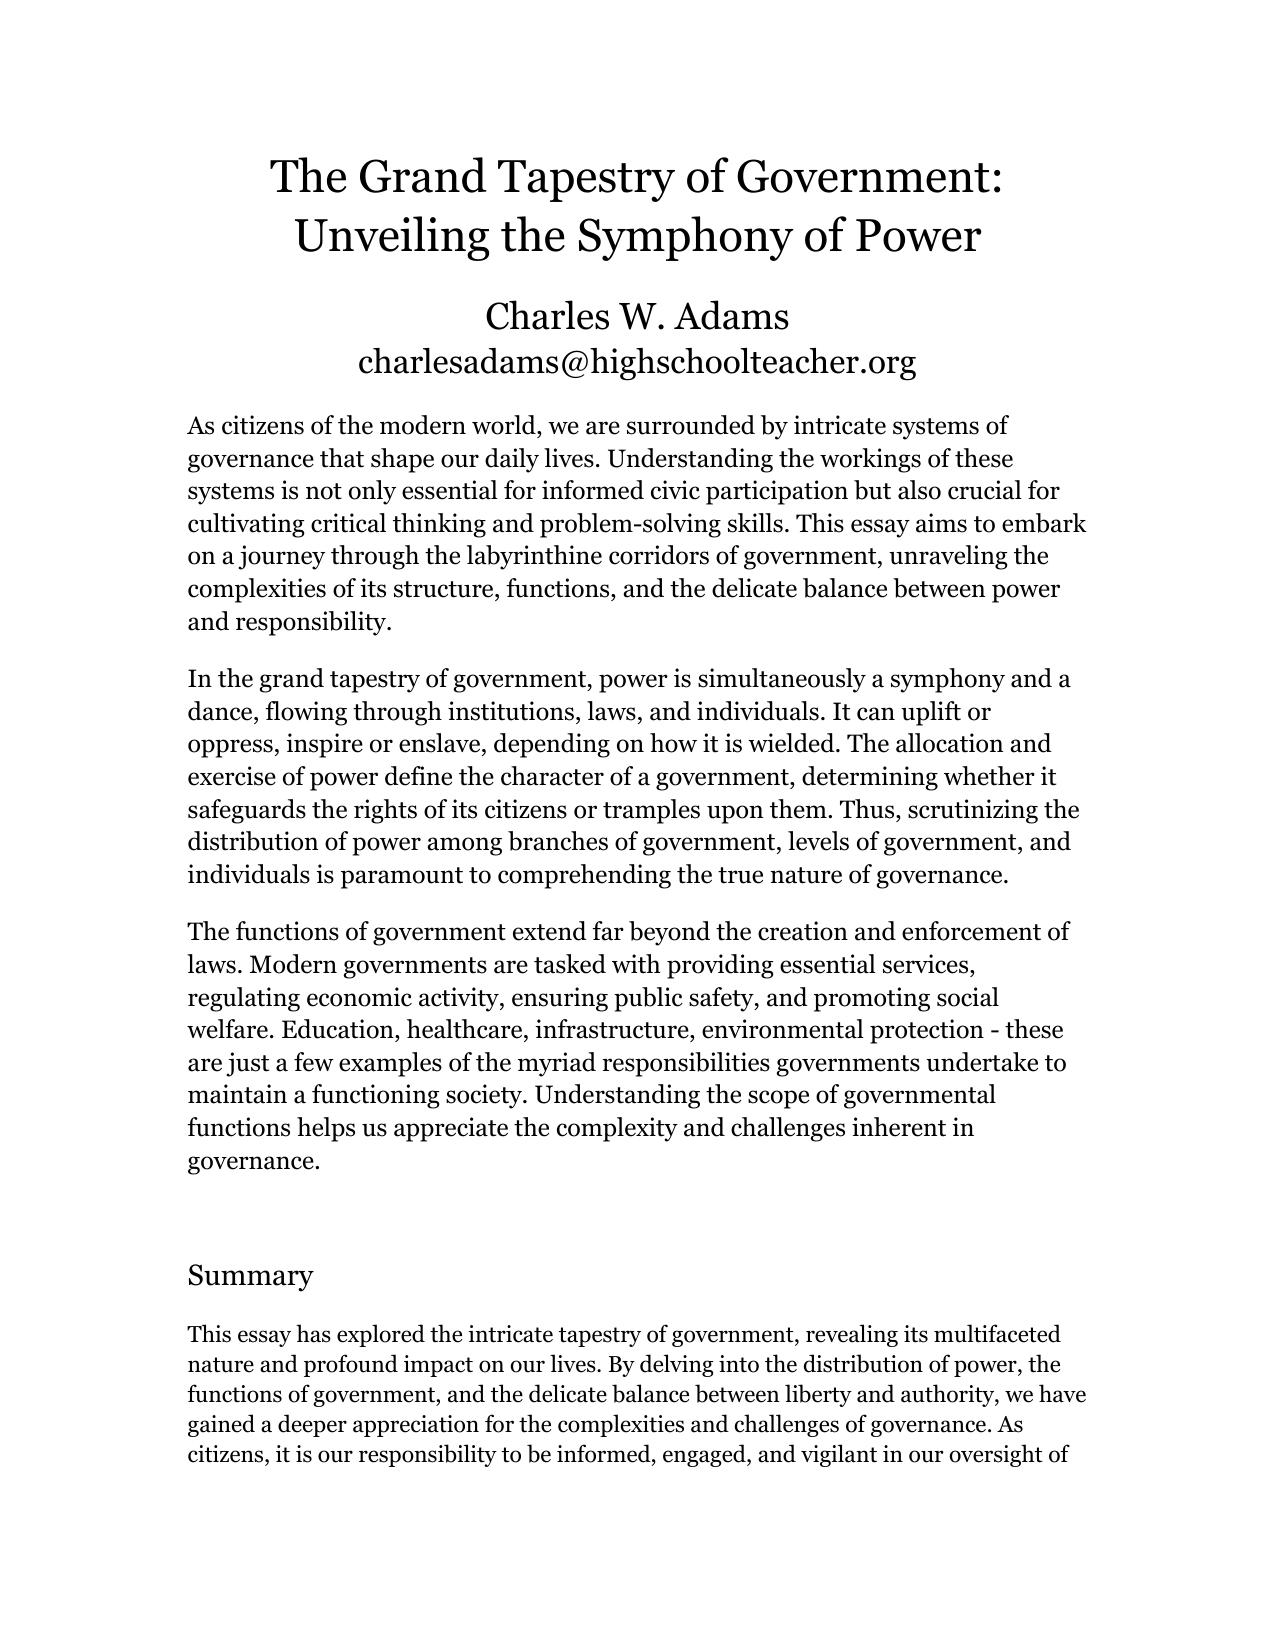 The Grand Tapestry of Government:
Unveiling the Symphony of Power
Charles W. Adams
charlesadams@highschoolteacher.org
As citizens of the modern world, we are surrounded by intricate systems of
governance that shape our daily lives. Understanding the workings of these
systems is not only essential for informed civic participation but also crucial for
cultivating critical thinking and problem-solving skills. This essay aims to embark
on a journey through the labyrinthine corridors of government, unraveling the
complexities of its structure, functions, and the delicate balance between power
and responsibility.
In the grand tapestry of government, power is simultaneously a symphony and a
dance, flowing through institutions, laws, and individuals. It can uplift or
oppress, inspire or enslave, depending on how it is wielded. The allocation and
exercise of power define the character of a government, determining whether it
safeguards the rights of its citizens or tramples upon them. Thus, scrutinizing the
distribution of power among branches of government, levels of government, and
individuals is paramount to comprehending the true nature of governance.
The functions of government extend far beyond the creation and enforcement of
laws. Modern governments are tasked with providing essential services,
regulating economic activity, ensuring public safety, and promoting social
welfare. Education, healthcare, infrastructure, environmental protection - these
are just a few examples of the myriad responsibilities governments undertake to
maintain a functioning society. Understanding the scope of governmental
functions helps us appreciate the complexity and challenges inherent in
governance.
Summary
This essay has explored the intricate tapestry of government, revealing its multifaceted
nature and profound impact on our lives. By delving into the distribution of power, the
functions of government, and the delicate balance between liberty and authority, we have
gained a deeper appreciation for the complexities and challenges of governance. As
citizens, it is our responsibility to be informed, engaged, and vigilant in our oversight of